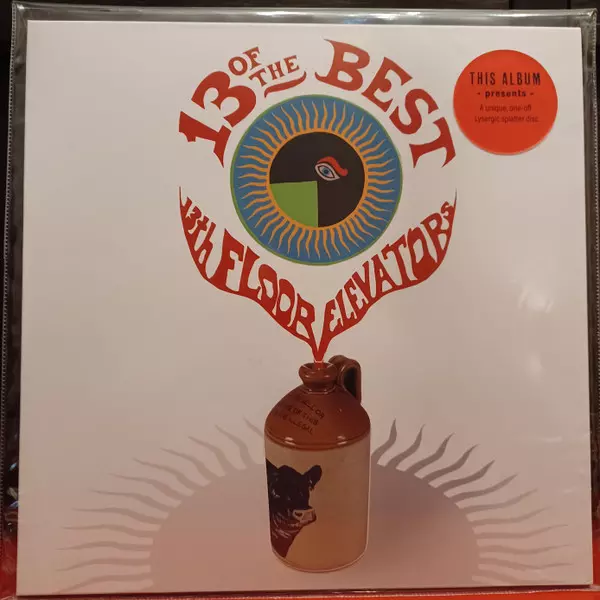 13 OF THE BEST
13th FLOOR ELEVATORS
THIS ALBUM
- presents -
A unique, one-off
Lysergic splatter disc.